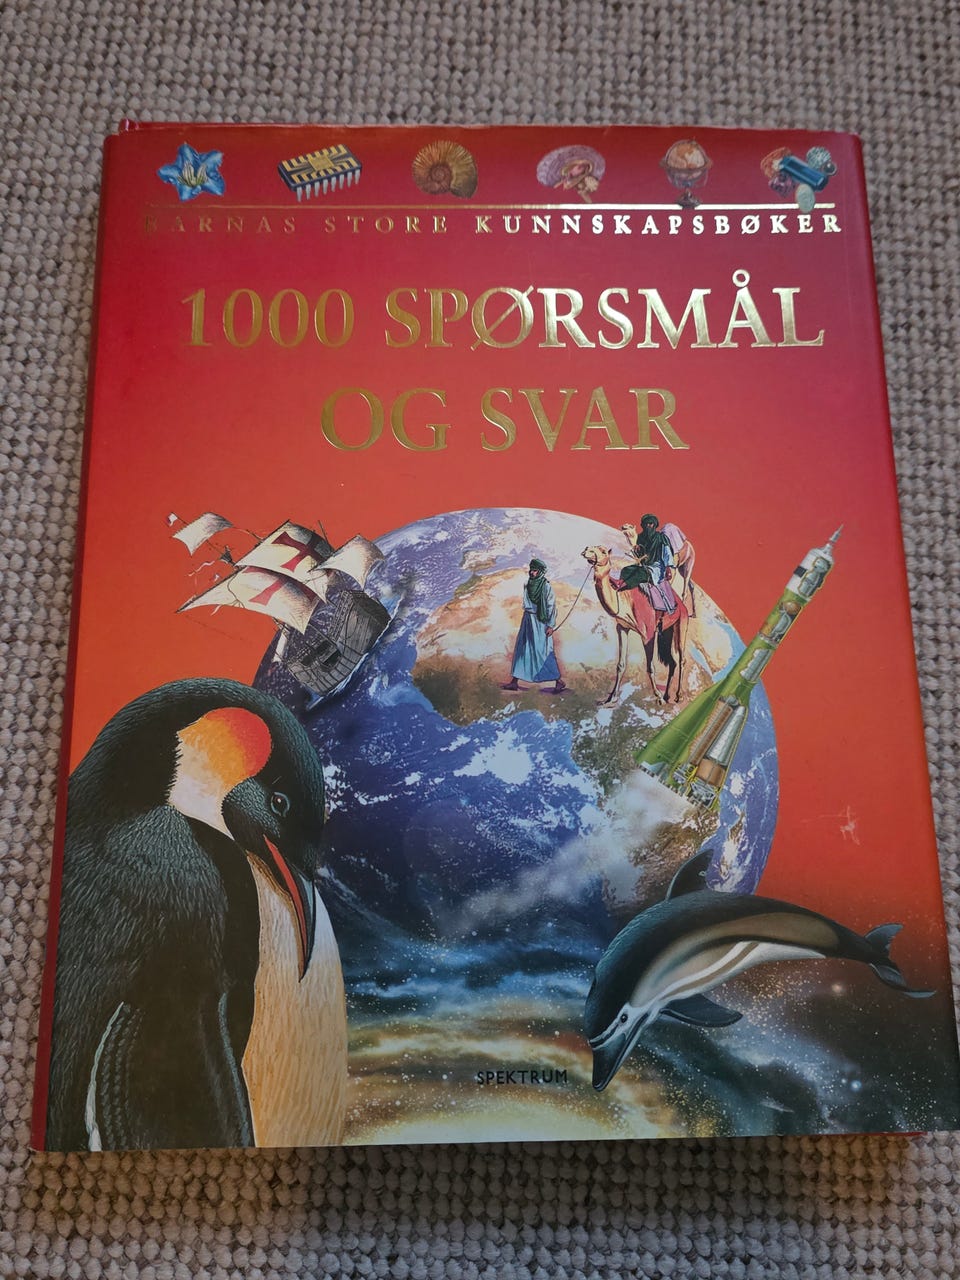 BARNAS STORE KUNNSKAPSBØKER
1000 SPØRSMÅL
OG SVAR
SPEKTRUM